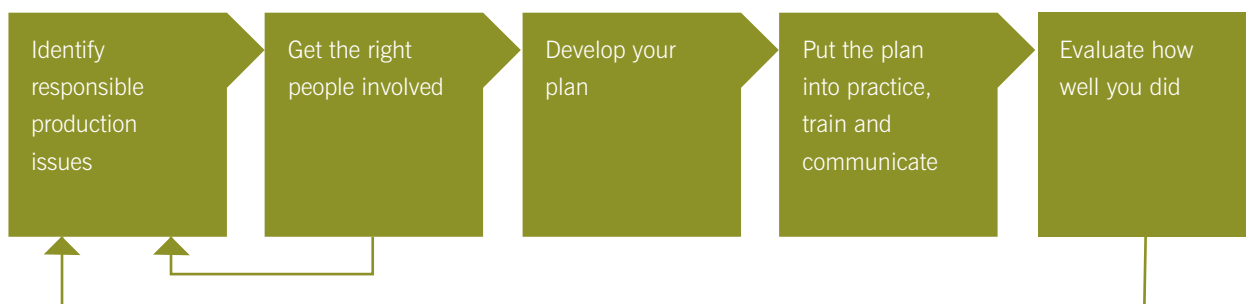 Identify
responsible
production
issues
Get the right
people involved
Develop your
plan
Put the plan
into practice,
train and
communicate
Evaluate how
well you did